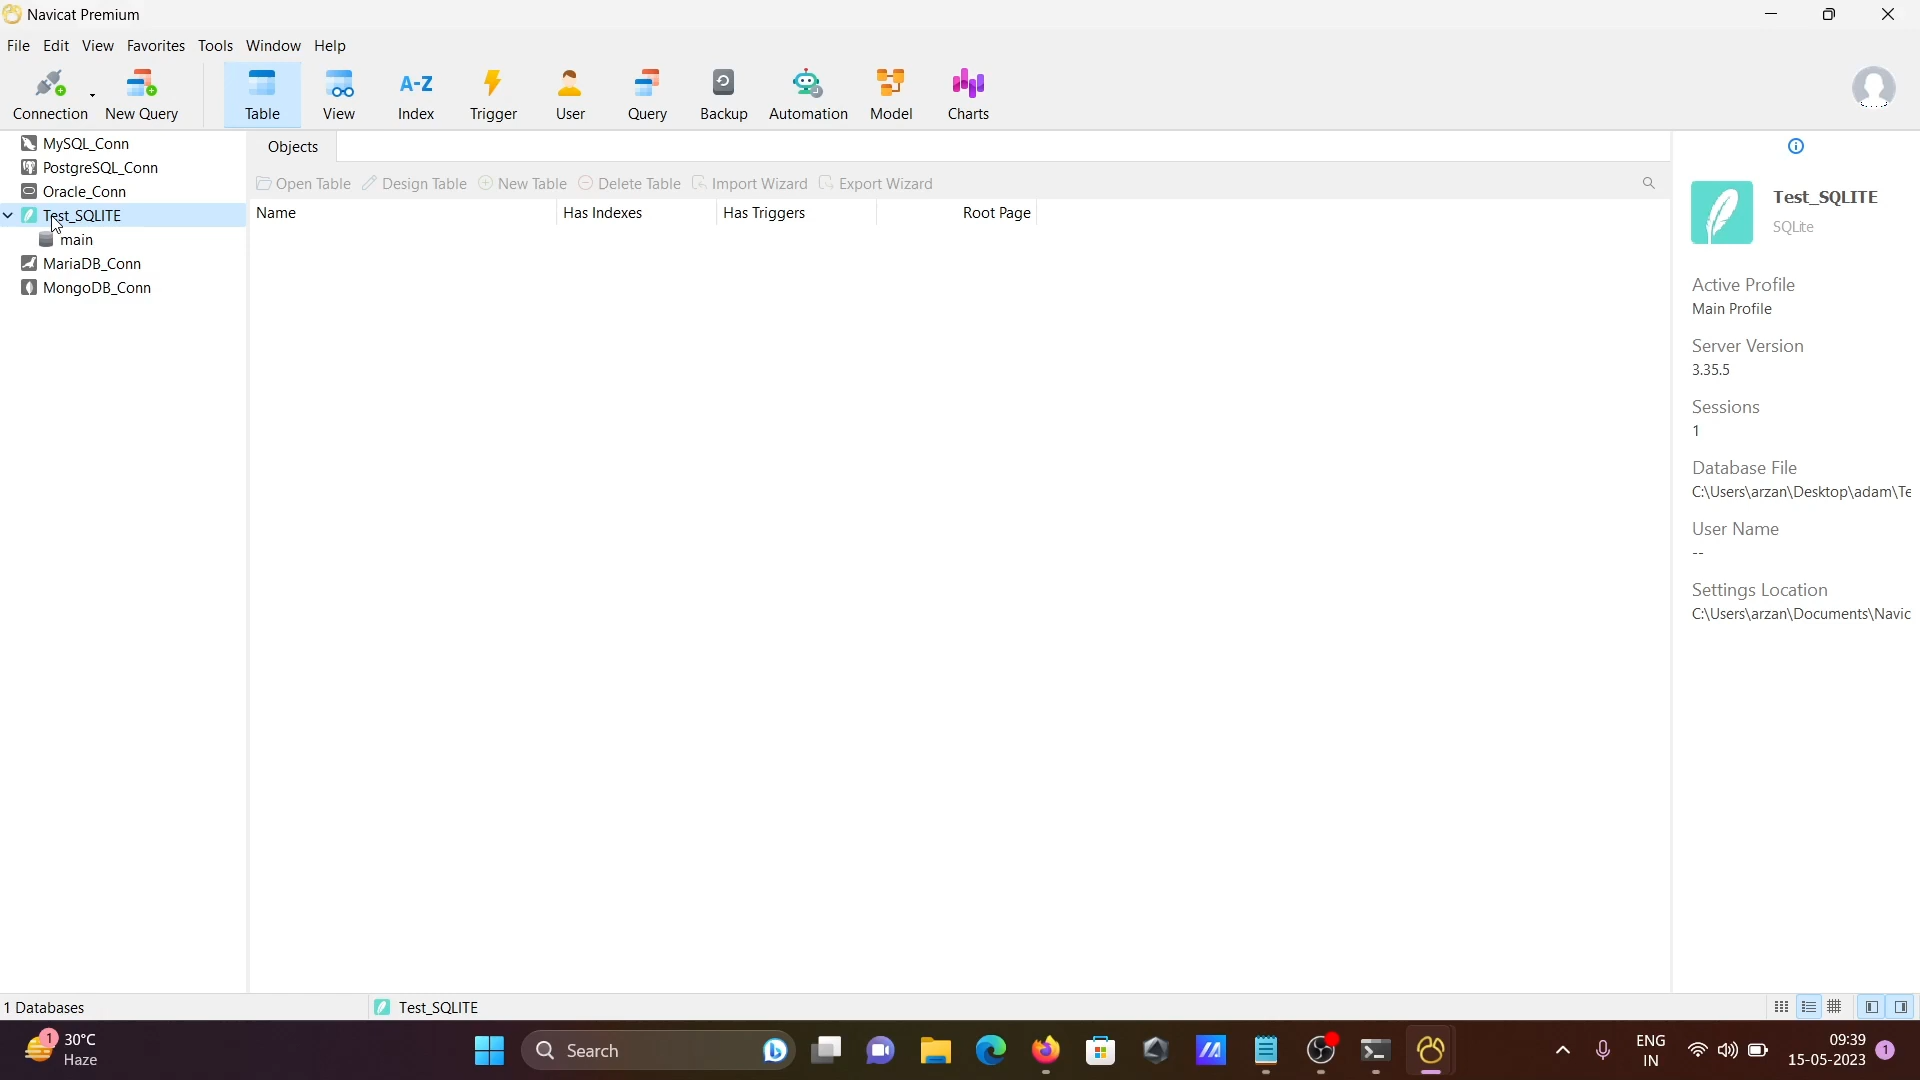 Navicat Premium
File Edit View Favorites Tools Window Help
A-Z
Connection New Query Table View Index Trigger User Query Backup Automation Model Charts
MySQL_Conn
PostgreSQL_Conn
Oracle_Conn
Test_SQLITE
main
MariaDB_Conn
MongoDB_Conn
Objects
Open Table Design Table New Table Delete Table Import Wizard Export Wizard
Name Has Indexes Has Triggers Root Page
Test_SQLITE
SQLite
Active Profile
Main Profile
Server Version
3.35.5
Sessions
1
Database File
C:\Users\arzan\Desktop\adam\Te
User Name
--
Settings Location
C:\Users\arzan\Documents\Navic
1 Databases
Test_SQLITE
1
30°C
Haze
Search
ENG
IN
09:39
15-05-2023
1